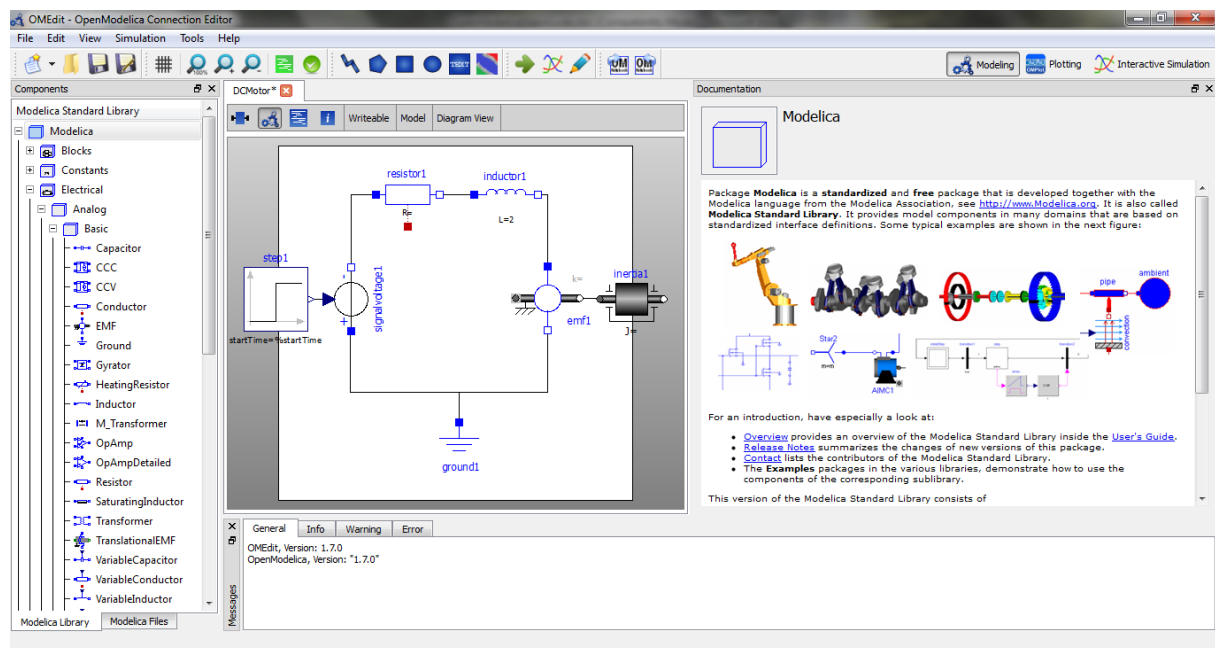 OMEdit - OpenModelica Connection Editor
File Edit View Simulation Tools Help
100%
TEXT
OM
OM
Modeling
Plotting
Interactive Simulation
Components
Modelica Standard Library
Modelica
Blocks
Constants
Electrical
Analog
Basic
Capacitor
CCC
CCV
Conductor
EMF
Ground
Gyrator
HeatingResistor
Inductor
M_Transformer
OpAmp
OpAmpDetailed
Resistor
SaturatingInductor
Transformer
TranslationalEMF
VariableCapacitor
VariableConductor
VariableInductor
Modelica Library
Modelica Files
DCMotor*
Writeable
Model
Diagram View
resistor1
R=
inductor1
L=2
step1
startTime=%startTime
signalvoltage1
k=
emf1
inertia1
J=
ground1
Documentation
Modelica
Package Modelica is a standardized and free package that is developed together with the
Modelica language from the Modelica Association, see http://www.Modelica.org. It is also called
Modelica Standard Library. It provides model components in many domains that are based on
standardized interface definitions. Some typical examples are shown in the next figure:
pipe
ambient
convection
Star2
m=m
AIMC1
For an introduction, have especially a look at:
Overview provides an overview of the Modelica Standard Library inside the User's Guide.
Release Notes summarizes the changes of new versions of this package.
Contact lists the contributors of the Modelica Standard Library.
The Examples packages in the various libraries, demonstrate how to use the
components of the corresponding sublibrary.
This version of the Modelica Standard Library consists of
Messages
General
Info
Warning
Error
OMEdit, Version: 1.7.0
OpenModelica, Version: "1.7.0"